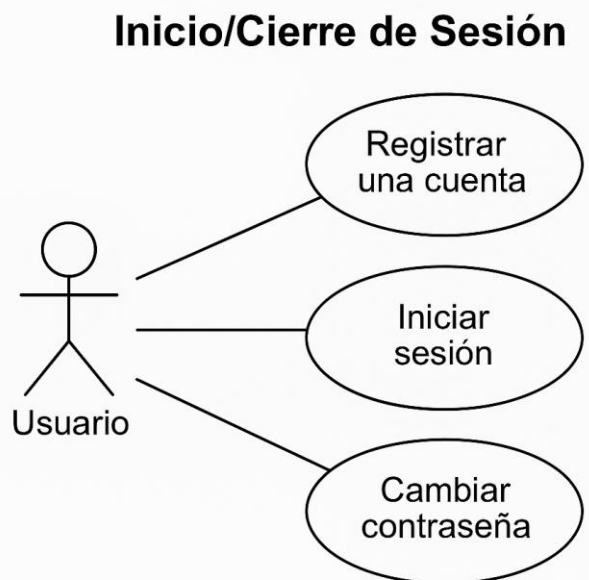 Inicio/Cierre de Sesión
Registrar
una cuenta
Iniciar
sesión
Usuario
Cambiar
contraseña